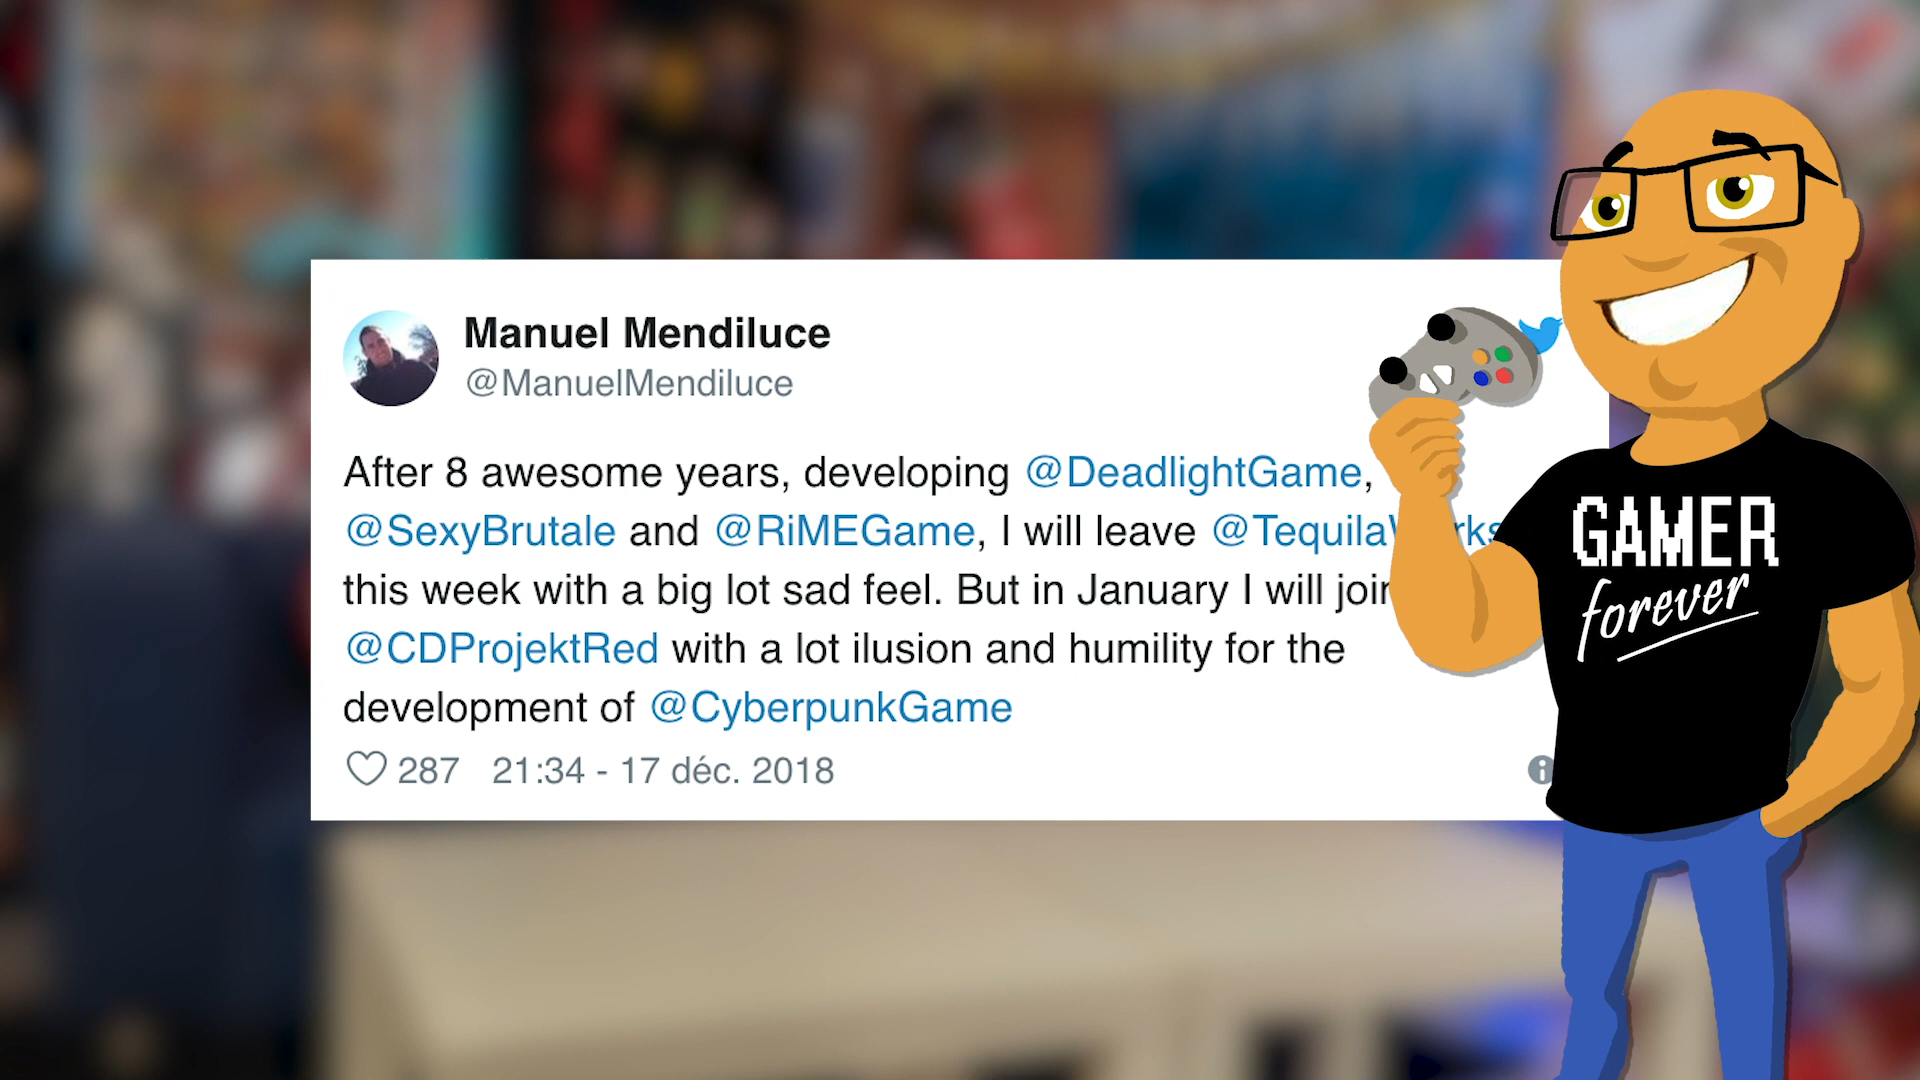 Manuel Mendiluce
@ManuelMendiluce
After 8 awesome years, developing @DeadlightGame,
@SexyBrutale and @RiMEGame, I will leave
this week with a big lot sad feel. But in January I will join
@CDProjektRed with a lot ilusion and humility for the
development of @CyberpunkGame
287 21:34 - 17 déc. 2018
GAMER
forever